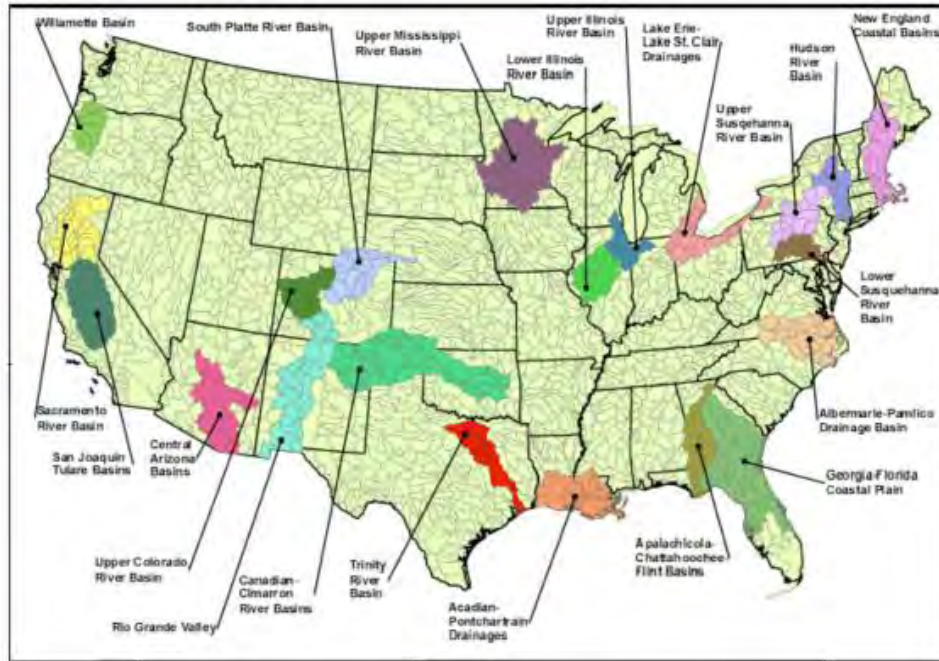 Willamette Basin
South Platte River Basin
Upper Mississippi
River Basin
Upper Illinois
River Basin
Lower Illinois
River Basin
Lake Erie-
Lake St. Clair
Drainages
New England
Coastal Basins
Hudson
River
Basin
Upper
Susqehanna
River Basin
Lower
Susquehanna
River
Basin
Albermarle-Pamlico
Drainage Basin
Georgia-Florida
Coastal Plain
Sacramento
River Basin
San Joaquin
Tulare Basins
Central
Arizona
Basins
Upper Colorado
River Basin
Rio Grande Valley
Canadian-
Cimarron
River Basins
Trinity
River
Basin
Acadian-
Pontchartrain
Drainages
Apalachicola-
Chattahoochee-
Flint Basins